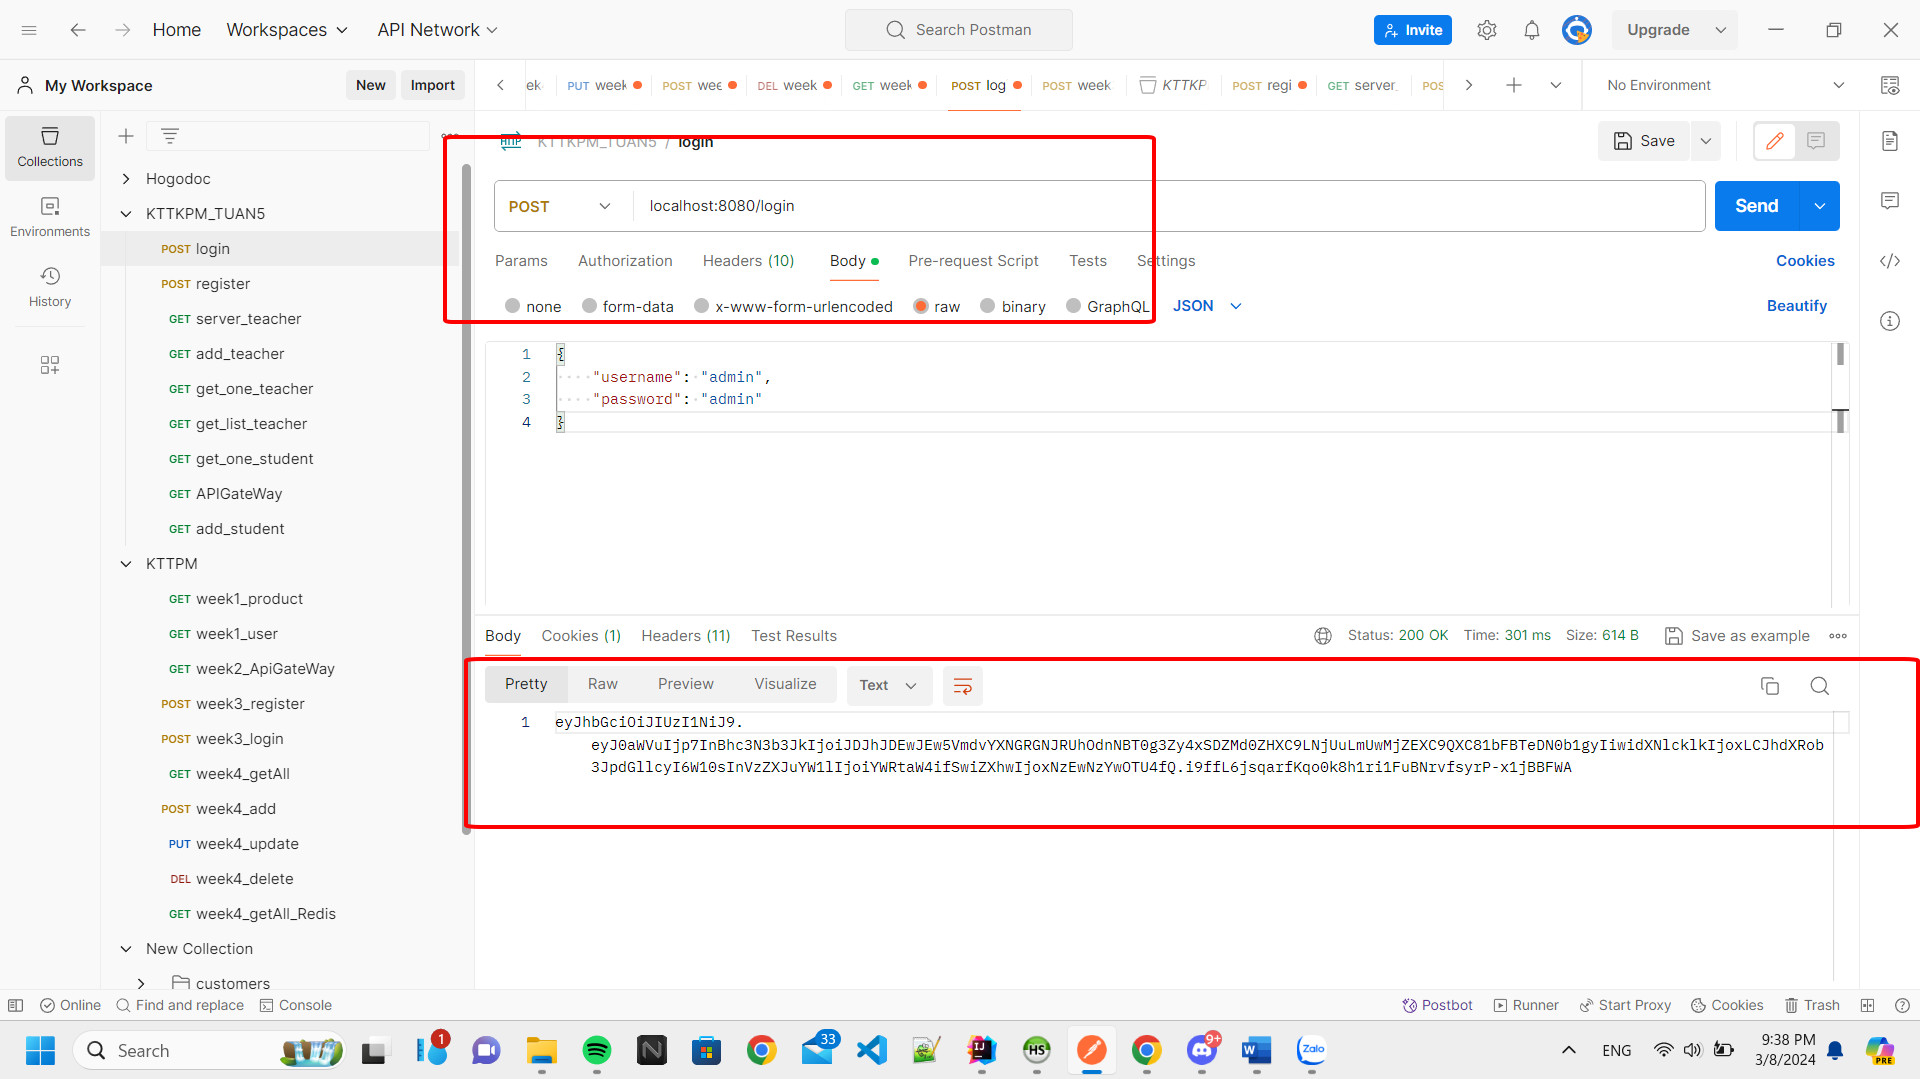 Home
Workspaces
API Network
Search Postman
Invite
Upgrade
My Workspace
New
Import
PUT week
POST wee
DEL week
GET week
POST log
POST week
KTTKP
POST regi
GET server
POS
No Environment
Collections
Environments
History
Hogodoc
KTTKPM_TUAN5
POST login
POST register
GET server_teacher
GET add_teacher
GET get_one_teacher
GET get_list_teacher
GET get_one_student
GET APIGateWay
GET add_student
KTTPM
GET week1_product
GET week1_user
GET week2_ApiGateWay
POST week3_register
POST week3_login
GET week4_getAll
POST week4_add
PUT week4_update
DEL week4_delete
GET week4_getAll_Redis
New Collection
customers
HTTP KTTKPM_TUAN5 / login
Save
POST localhost:8080/login
Send
Params Authorization Headers (10) Body Pre-request Script Tests Settings Cookies
none form-data x-www-form-urlencoded raw binary GraphQL JSON Beautify
1 {
2 "username": "admin",
3 "password": "admin"
4 }
Body Cookies (1) Headers (11) Test Results Status: 200 OK Time: 301 ms Size: 614 B Save as example
Pretty Raw Preview Visualize Text
1 eyJhbGciOiJIUzI1NiJ9.
eyJ0aWVuIjp7InBhc3N3b3JkIjoiJDJhJDEwJEw5VmdvYXNGRGNJRUhOdnNBT0g3Zy4xSDZMd0ZHXC9LNjUuLmUwMjZEXC9QXC81bFBTeDN0b1gyIiwidXNlcklkIjoxLCJhdXRob
3JpdGllcyI6W10sInVzZXJuYW1lIjoiYWRtaW4ifSwiZXhwIjoxNzEwNzYwOTU4fQ.i9ffL6jsqarfKqo0k8h1ri1FuBNrvfsyrP-x1jBBFWA
Online Find and replace Console Postbot Runner Start Proxy Cookies Trash
Search
1
33
9+
Zalo
ENG
9:38 PM
3/8/2024
PRE